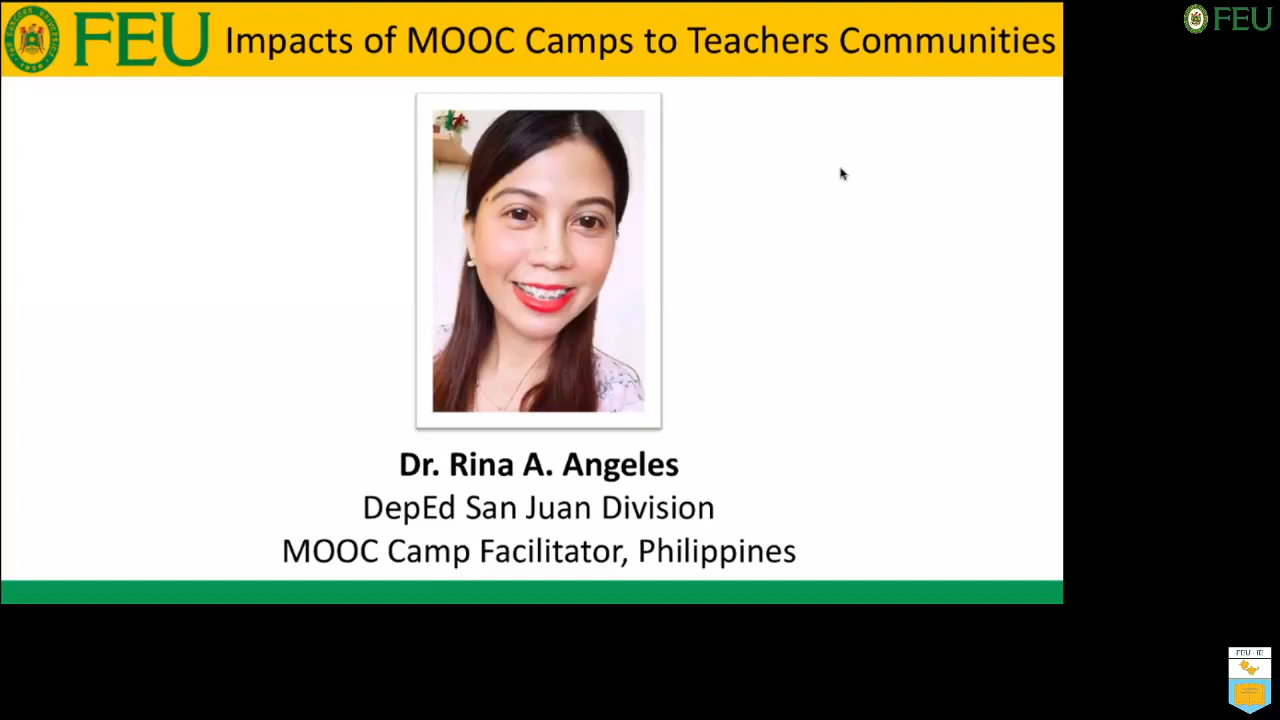 FEU Impacts of MOOC Camps to Teachers Communities
FEU
Dr. Rina A. Angeles
DepEd San Juan Division
MOOC Camp Facilitator, Philippines